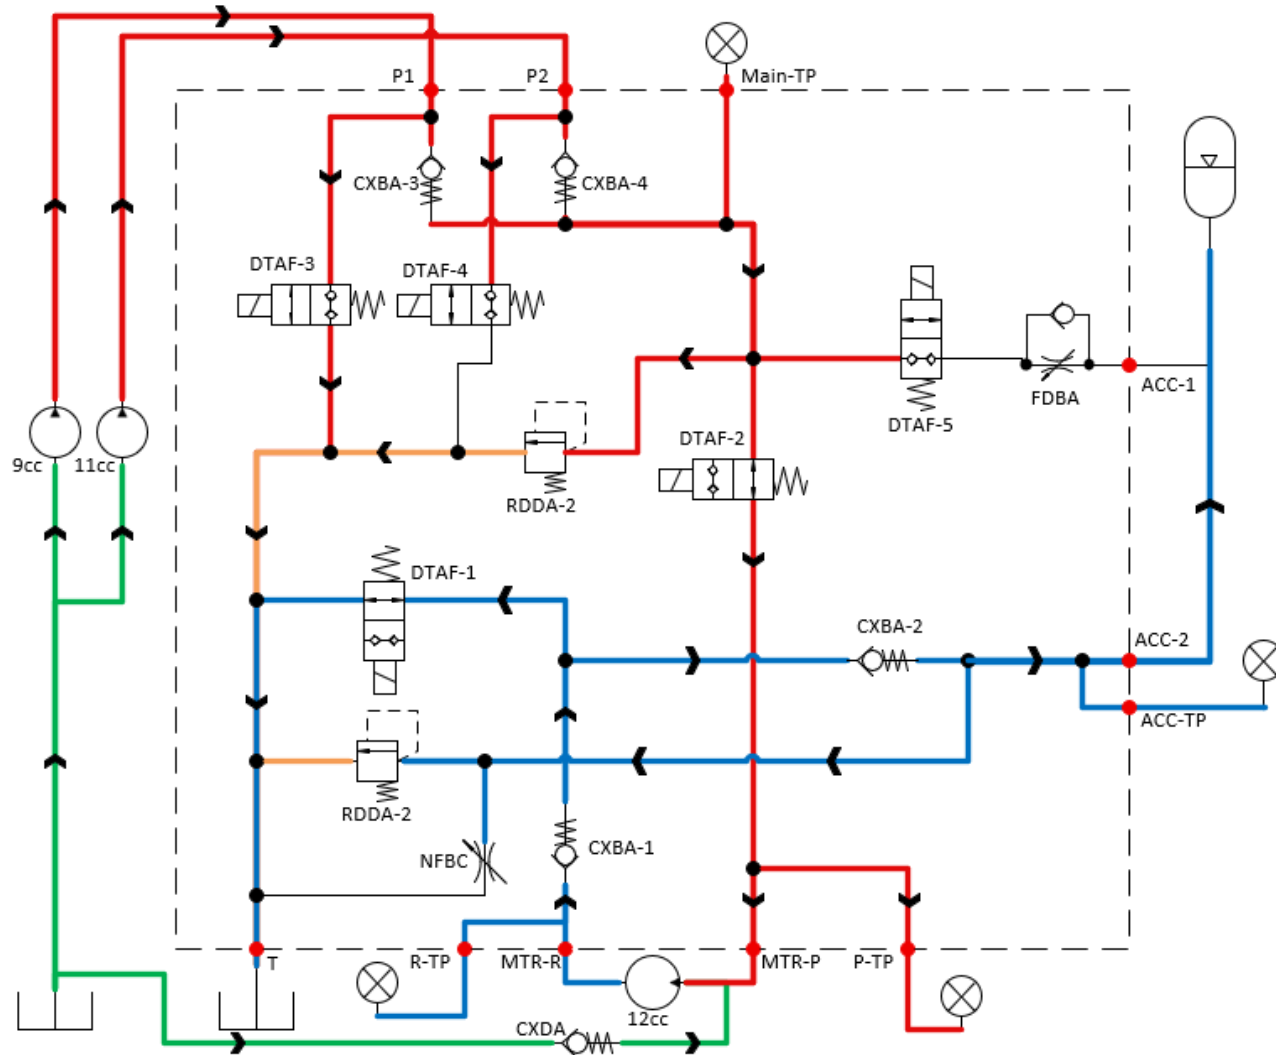 P1
P2
Main-TP
CXBA-3
CXBA-4
DTAF-3
DTAF-4
ACC-1
FDBA
DTAF-5
DTAF-2
9cc
11cc
RDDA-2
DTAF-1
CXBA-2
ACC-2
ACC-TP
RDDA-2
CXBA-1
NFBC
T
R-TP
MTR-R
MTR-P
P-TP
12cc
CXDA